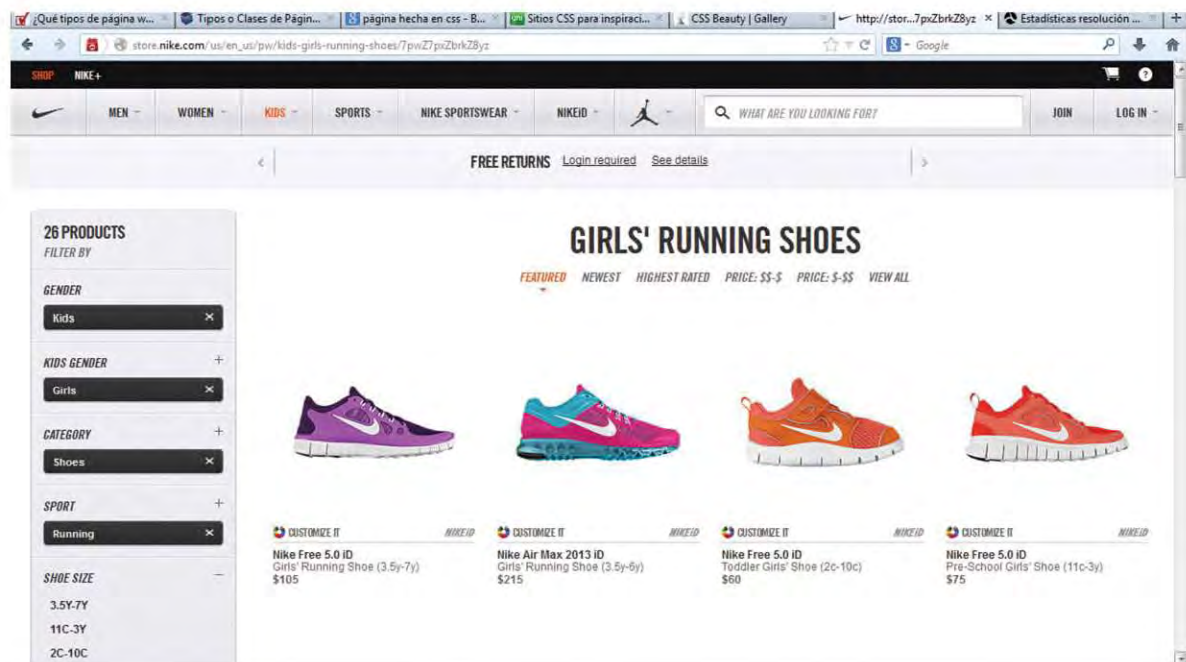 ¿Qué tipos de página w... Tipos o Clases de Págin... página hecha en css - B... Sitios CSS para inspiraci... CSS Beauty | Gallery http://stor...7pxZbrkZ8yz Estadísticas resolución ...
store.nike.com/us/en_us/pw/kids-girls-running-shoes/7pwZ7pxZbrkZ8yz Google
SHOP NIKE+
MEN WOMEN KIDS SPORTS NIKE SPORTSWEAR NIKEiD WHAT ARE YOU LOOKING FOR? JOIN LOG IN
FREE RETURNS Login required See details
26 PRODUCTS
FILTER BY
GENDER
Kids
KIDS GENDER
Girls
CATEGORY
Shoes
SPORT
Running
SHOE SIZE
3.5Y-7Y
11C-3Y
2C-10C
GIRLS' RUNNING SHOES
FEATURED NEWEST HIGHEST RATED PRICE: $$-$ PRICE: $-$$ VIEW ALL
CUSTOMIZE IT NIKEiD
Nike Free 5.0 iD
Girls' Running Shoe (3.5y-7y)
$105
CUSTOMIZE IT NIKEiD
Nike Air Max 2013 iD
Girls' Running Shoe (3.5y-6y)
$215
CUSTOMIZE IT NIKEiD
Nike Free 5.0 iD
Toddler Girls' Shoe (2c-10c)
$60
CUSTOMIZE IT NIKEiD
Nike Free 5.0 iD
Pre-School Girls' Shoe (11c-3y)
$75